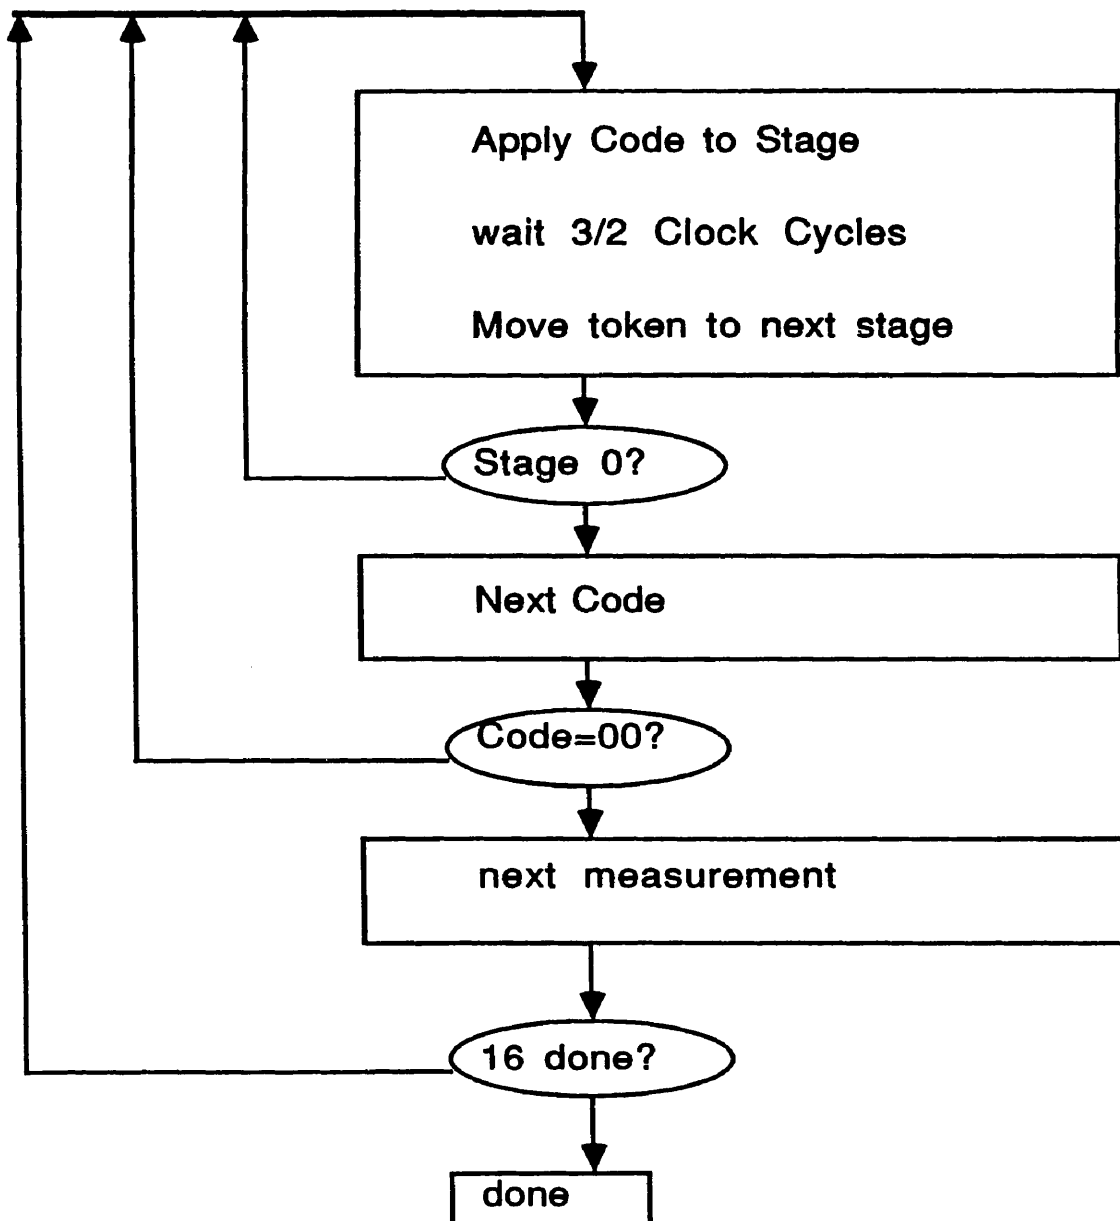 Apply Code to Stage
wait 3/2 Clock Cycles
Move token to next stage
Stage 0?
Next Code
Code=00?
next measurement
16 done?
done